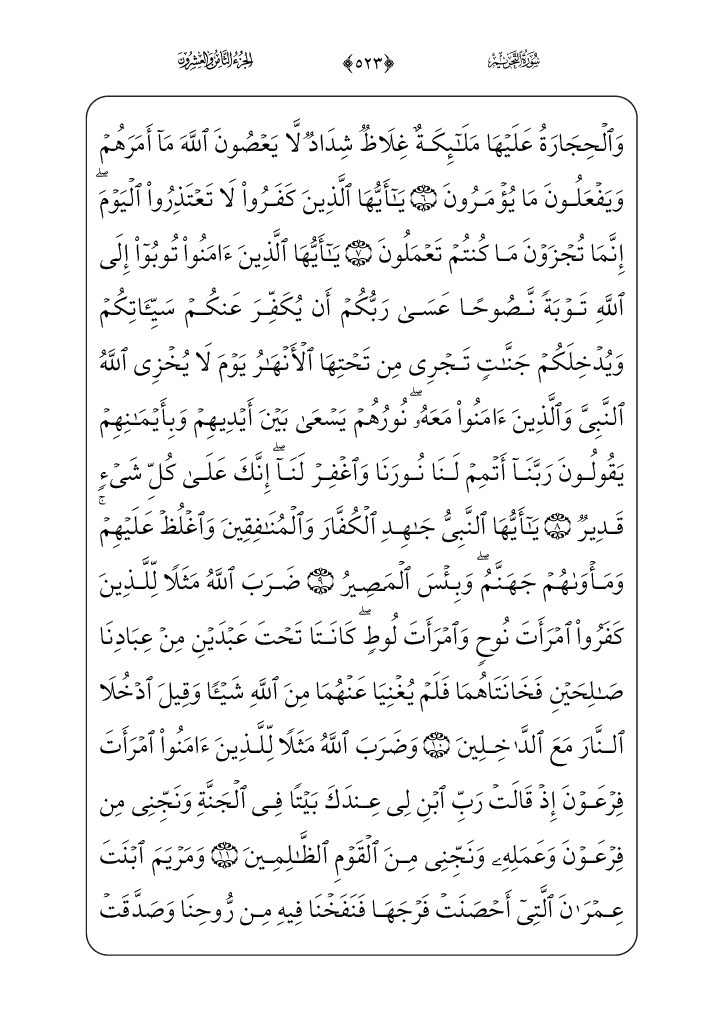 سُورَةُ التَّحْرِيمِ ﴿٥٢٣﴾ الجُزْءُ الثَّامِنُ وَالعِشْرُونَ
وَٱلۡحِجَارَةُ عَلَيۡهَا مَلَـٰٓئِكَةٌ غِلَاظٞ شِدَادٞ لَّا يَعۡصُونَ ٱللَّهَ مَآ أَمَرَهُمۡ
وَيَفۡعَلُونَ مَا يُؤۡمَرُونَ ٦ يَـٰٓأَيُّهَا ٱلَّذِينَ كَفَرُواْ لَا تَعۡتَذِرُواْ ٱلۡيَوۡمَۖ
إِنَّمَا تُجۡزَوۡنَ مَا كُنتُمۡ تَعۡمَلُونَ ٧ يَـٰٓأَيُّهَا ٱلَّذِينَ ءَامَنُواْ تُوبُوٓاْ إِلَى
ٱللَّهِ تَوۡبَةٗ نَّصُوحًا عَسَىٰ رَبُّكُمۡ أَن يُكَفِّرَ عَنكُمۡ سَيِّـَٔاتِكُمۡ
وَيُدۡخِلَكُمۡ جَنَّـٰتٖ تَجۡرِي مِن تَحۡتِهَا ٱلۡأَنۡهَـٰرُ يَوۡمَ لَا يُخۡزِي ٱللَّهُ
ٱلنَّبِيَّ وَٱلَّذِينَ ءَامَنُواْ مَعَهُۥۖ نُورُهُمۡ يَسۡعَىٰ بَيۡنَ أَيۡدِيهِمۡ وَبِأَيۡمَـٰنِهِمۡ
يَقُولُونَ رَبَّنَآ أَتۡمِمۡ لَنَا نُورَنَا وَٱغۡفِرۡ لَنَآۖ إِنَّكَ عَلَىٰ كُلِّ شَيۡءٖ
قَدِيرٞ ٨ يَـٰٓأَيُّهَا ٱلنَّبِيُّ جَـٰهِدِ ٱلۡكُفَّارَ وَٱلۡمُنَـٰفِقِينَ وَٱغۡلُظۡ عَلَيۡهِمۡۚ
وَمَأۡوَىٰهُمۡ جَهَنَّمُۖ وَبِئۡسَ ٱلۡمَصِيرُ ٩ ضَرَبَ ٱللَّهُ مَثَلٗا لِّلَّذِينَ
كَفَرُواْ ٱمۡرَأَتَ نُوحٖ وَٱمۡرَأَتَ لُوطٖۖ كَانَتَا تَحۡتَ عَبۡدَيۡنِ مِنۡ عِبَادِنَا
صَـٰلِحَيۡنِ فَخَانَتَاهُمَا فَلَمۡ يُغۡنِيَا عَنۡهُمَا مِنَ ٱللَّهِ شَيۡـٔٗا وَقِيلَ ٱدۡخُلَا
ٱلنَّارَ مَعَ ٱلدَّٰخِلِينَ ١٠ وَضَرَبَ ٱللَّهُ مَثَلٗا لِّلَّذِينَ ءَامَنُواْ ٱمۡرَأَتَ
فِرۡعَوۡنَ إِذۡ قَالَتۡ رَبِّ ٱبۡنِ لِي عِندَكَ بَيۡتٗا فِي ٱلۡجَنَّةِ وَنَجِّنِي مِن
فِرۡعَوۡنَ وَعَمَلِهِۦ وَنَجِّنِي مِنَ ٱلۡقَوۡمِ ٱلظَّـٰلِمِينَ ١١ وَمَرۡيَمَ ٱبۡنَتَ
عِمۡرَٰنَ ٱلَّتِيٓ أَحۡصَنَتۡ فَرۡجَهَا فَنَفَخۡنَا فِيهِ مِن رُّوحِنَا وَصَدَّقَتۡ